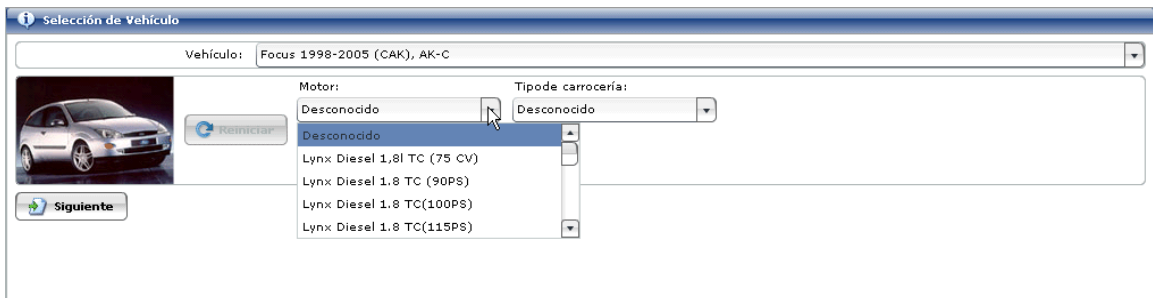 Selección de Vehículo
Vehículo: Focus 1998-2005 (CAK), AK-C
Motor: Tipode carrocería:
Desconocido Desconocido
Reiniciar
Desconocido
Lynx Diesel 1,8l TC (75 CV)
Lynx Diesel 1.8 TC (90PS)
Lynx Diesel 1.8 TC(100PS)
Lynx Diesel 1.8 TC(115PS)
Siguiente